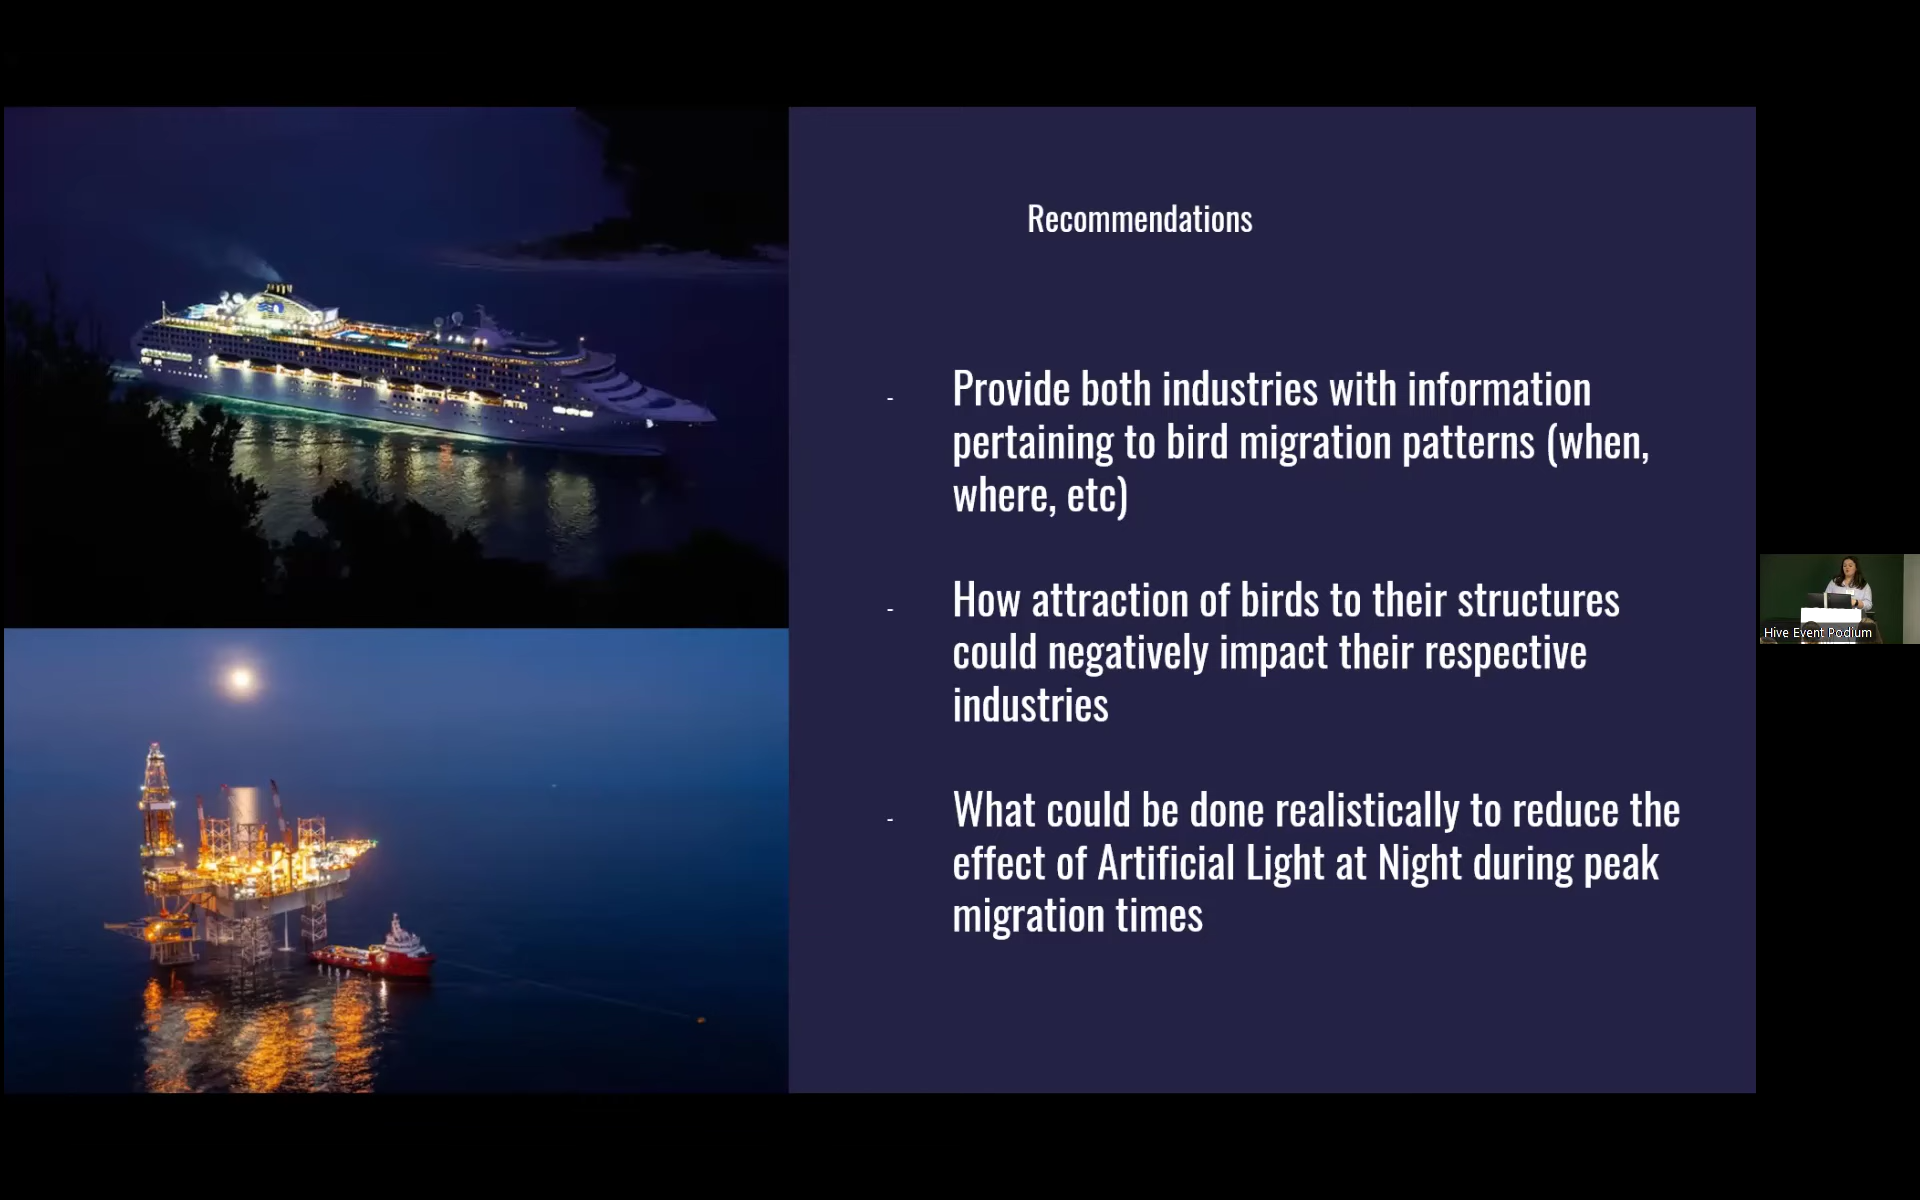 Recommendations
- Provide both industries with information
pertaining to bird migration patterns (when,
where, etc)
- How attraction of birds to their structures
could negatively impact their respective
industries
- What could be done realistically to reduce the
effect of Artificial Light at Night during peak
migration times
Hive Event Podium